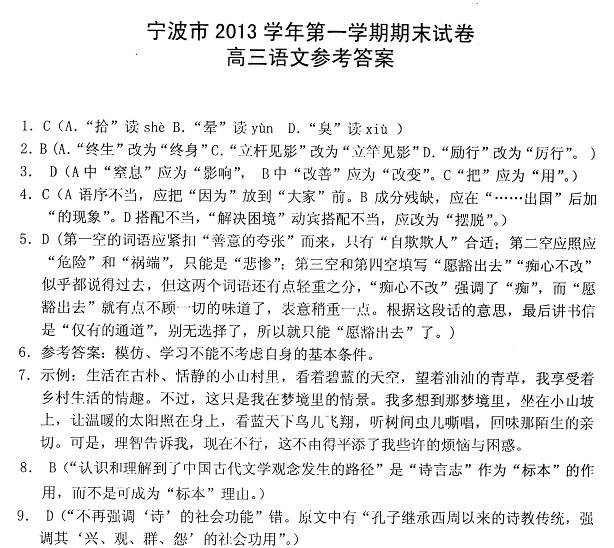 宁波市 2013 学年第一学期期末试卷
高三语文参考答案
1．C（A．“拾”读 shè B．“晕”读 yùn D．“臭”读 xiù ）
2．B（A．“终生”改为“终身”C．“立杆见影”改为“立竿见影”D．“励行”改为“厉行”。）
3． D（A 中“窒息”应为“影响”， B 中“改善”应为“改变”。C“把”应为“用”。）
4．C（A 语序不当，应把“因为”放到“大家”前。B 成分残缺，应在“……出国”后加
“的现象”。D 搭配不当，“解决困境”动宾搭配不当，应改为“摆脱”。）
5．D（第一空的词语应紧扣“善意的夸张”而来，只有“自欺欺人”合适；第二空应照应
“危险”和“祸端”，只能是“悲惨”；第三空和第四空填写“愿豁出去”“痴心不改”
似乎都说得过去，但这两个词语还有点轻重之分，“痴心不改”强调了“痴”，而“愿
豁出去”就有点不顾一切的味道了，表意稍重一点。根据这段话的意思，最后讲书信
是“仅有的通道”，别无选择了，所以就只能“愿豁出去”了。）
6．参考答案：模仿、学习不能不考虑自身的基本条件。
7．示例：生活在古朴、恬静的小山村里，看着碧蓝的天空，望着油油的青草，我享受着
乡村生活的情趣。不过，这只是我在梦境里的情景。我多想到那梦境里，坐在小山坡
上，让温暖的太阳照在身上，看蓝天下鸟儿飞翔，听树间虫儿嘶唱，回味那陌生的亲
切。可是，理智告诉我，现在不行，这不由得平添了我些许的烦恼与困惑。
8． B（“认识和理解到了中国古代文学观念发生的路径”是“诗言志”作为“标本”的作
用，而不是可成为“标本”理山。）
9． D（“不再强调‘诗’的社会功能”错。原文中有“孔子继承西周以来的诗教传统，强
调其‘兴、观、群、怨’的社会功用”。）